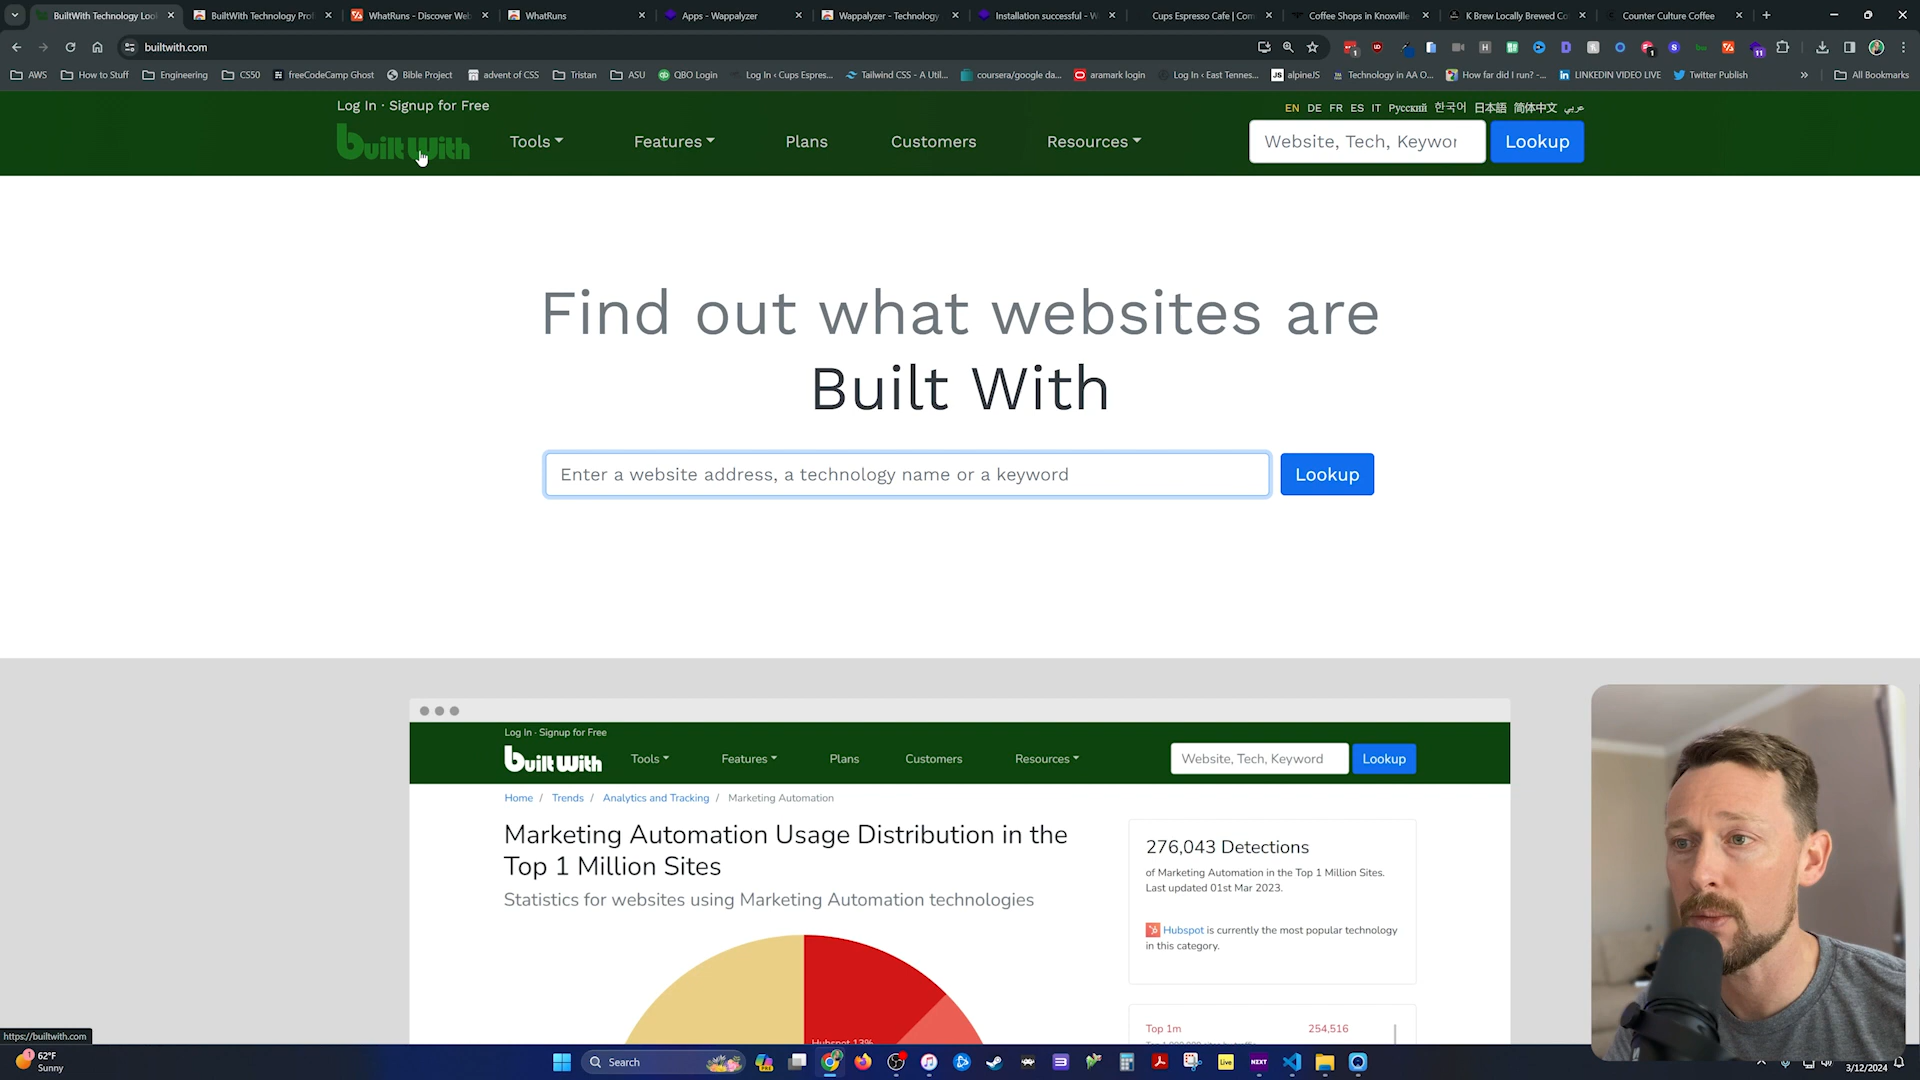 BuiltWith Technology Loo
BuiltWith Technology Pro
WhatRuns - Discover Web
WhatRuns
Apps - Wappalyzer
Wappalyzer - Technology
Installation successful - W
Cups Espresso Cafe | Com
Coffee Shops in Knoxville
K Brew Locally Brewed Co
Counter Culture Coffee
builtwith.com
AWS
How to Stuff
Engineering
CS50
freeCodeCamp Ghost
Bible Project
advent of CSS
Tristan
ASU
QBO Login
Log In ‹ Cups Espres...
Tailwind CSS - A Util...
coursera/google da...
aramark login
Log In ‹ East Tennes...
alpineJS
Technology in AA O...
How far did I run? -...
LINKEDIN VIDEO LIVE
Twitter Publish
All Bookmarks
Log In · Signup for Free
EN DE FR ES IT Русский 한국어 日本語 简体中文 عربي
built with
Tools
Features
Plans
Customers
Resources
Website, Tech, Keywor
Lookup
Find out what websites are
Built With
Enter a website address, a technology name or a keyword
Lookup
Log In · Signup for Free
built with
Tools
Features
Plans
Customers
Resources
Website, Tech, Keyword
Lookup
Home / Trends / Analytics and Tracking / Marketing Automation
Marketing Automation Usage Distribution in the
Top 1 Million Sites
Statistics for websites using Marketing Automation technologies
276,043 Detections
of Marketing Automation in the Top 1 Million Sites.
Last updated 01st Mar 2023.
Hubspot is currently the most popular technology
in this category.
Top 1m 254,516
Hubspot 13%
https://builtwith.com
62°F
Sunny
Search
3/12/2024